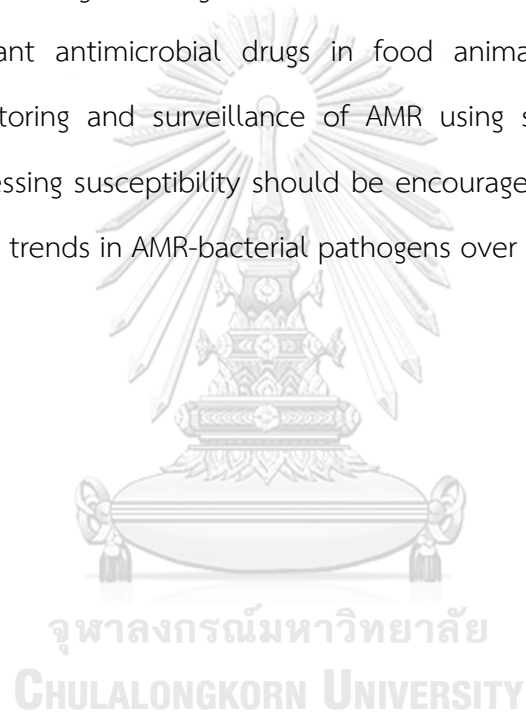 ant antimicrobial drugs in food anima
toring and surveillance of AMR using s
essing susceptibility should be encourage
trends in AMR-bacterial pathogens over
จุฬาลงกรณ์มหาวิทยาลัย
CHULALONGKORN UNIVERSITY